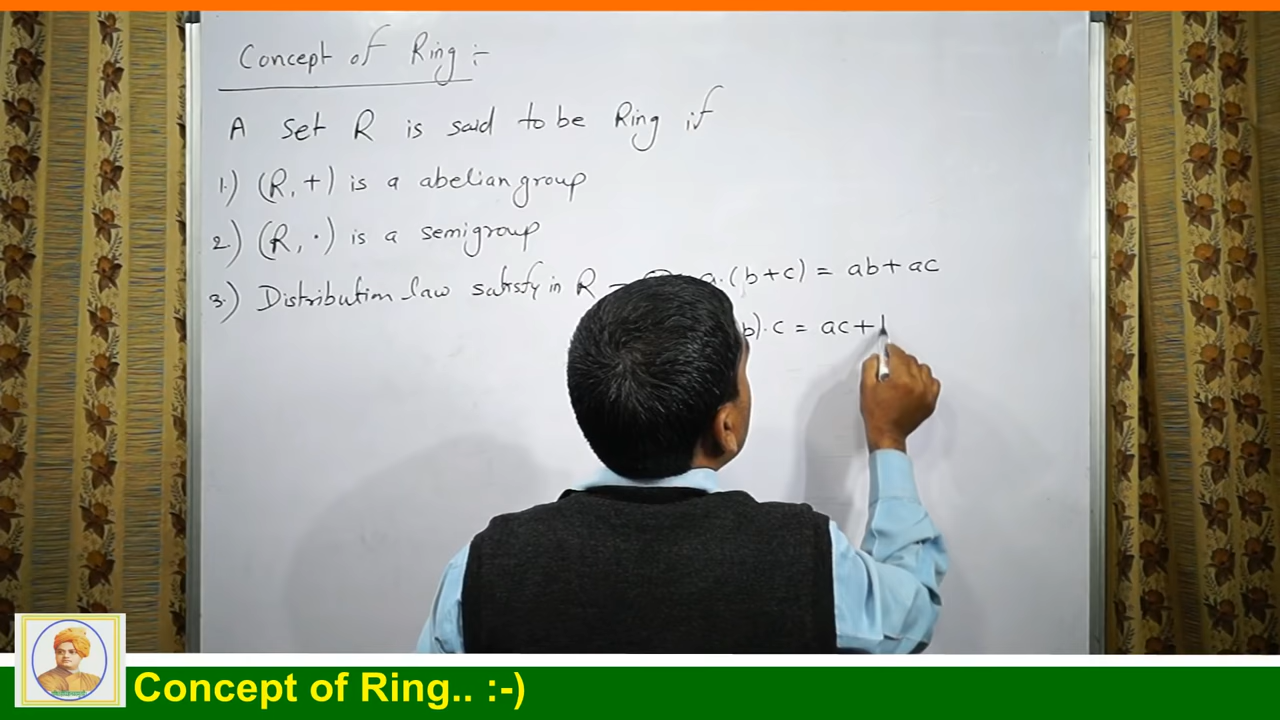 Concept of Ring :-
A Set R is said to be Ring if
1.) (R, +) is a abelian group
2.) (R, ·) is a semigroup
3.) Distribution law satisfy in R → a·(b+c) = ab+ac
b)·c = ac+
Concept of Ring.. :-)